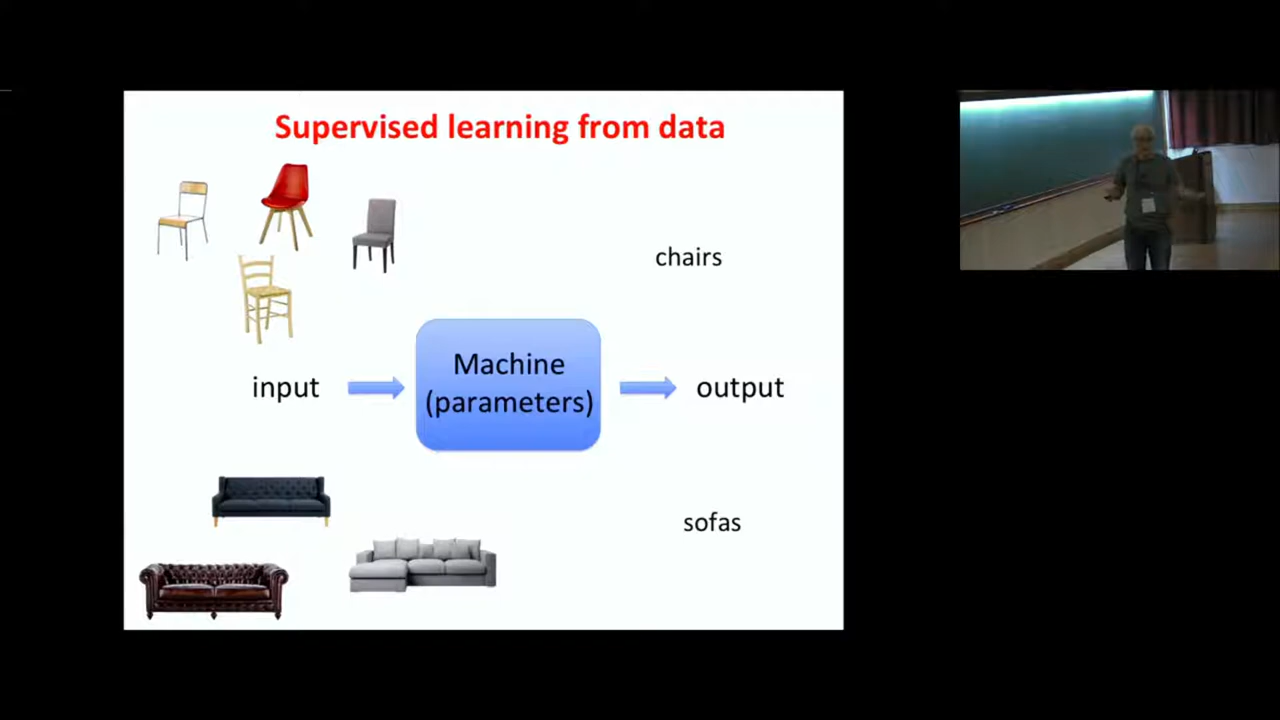 Supervised learning from data
chairs
Machine
(parameters)
input
output
sofas